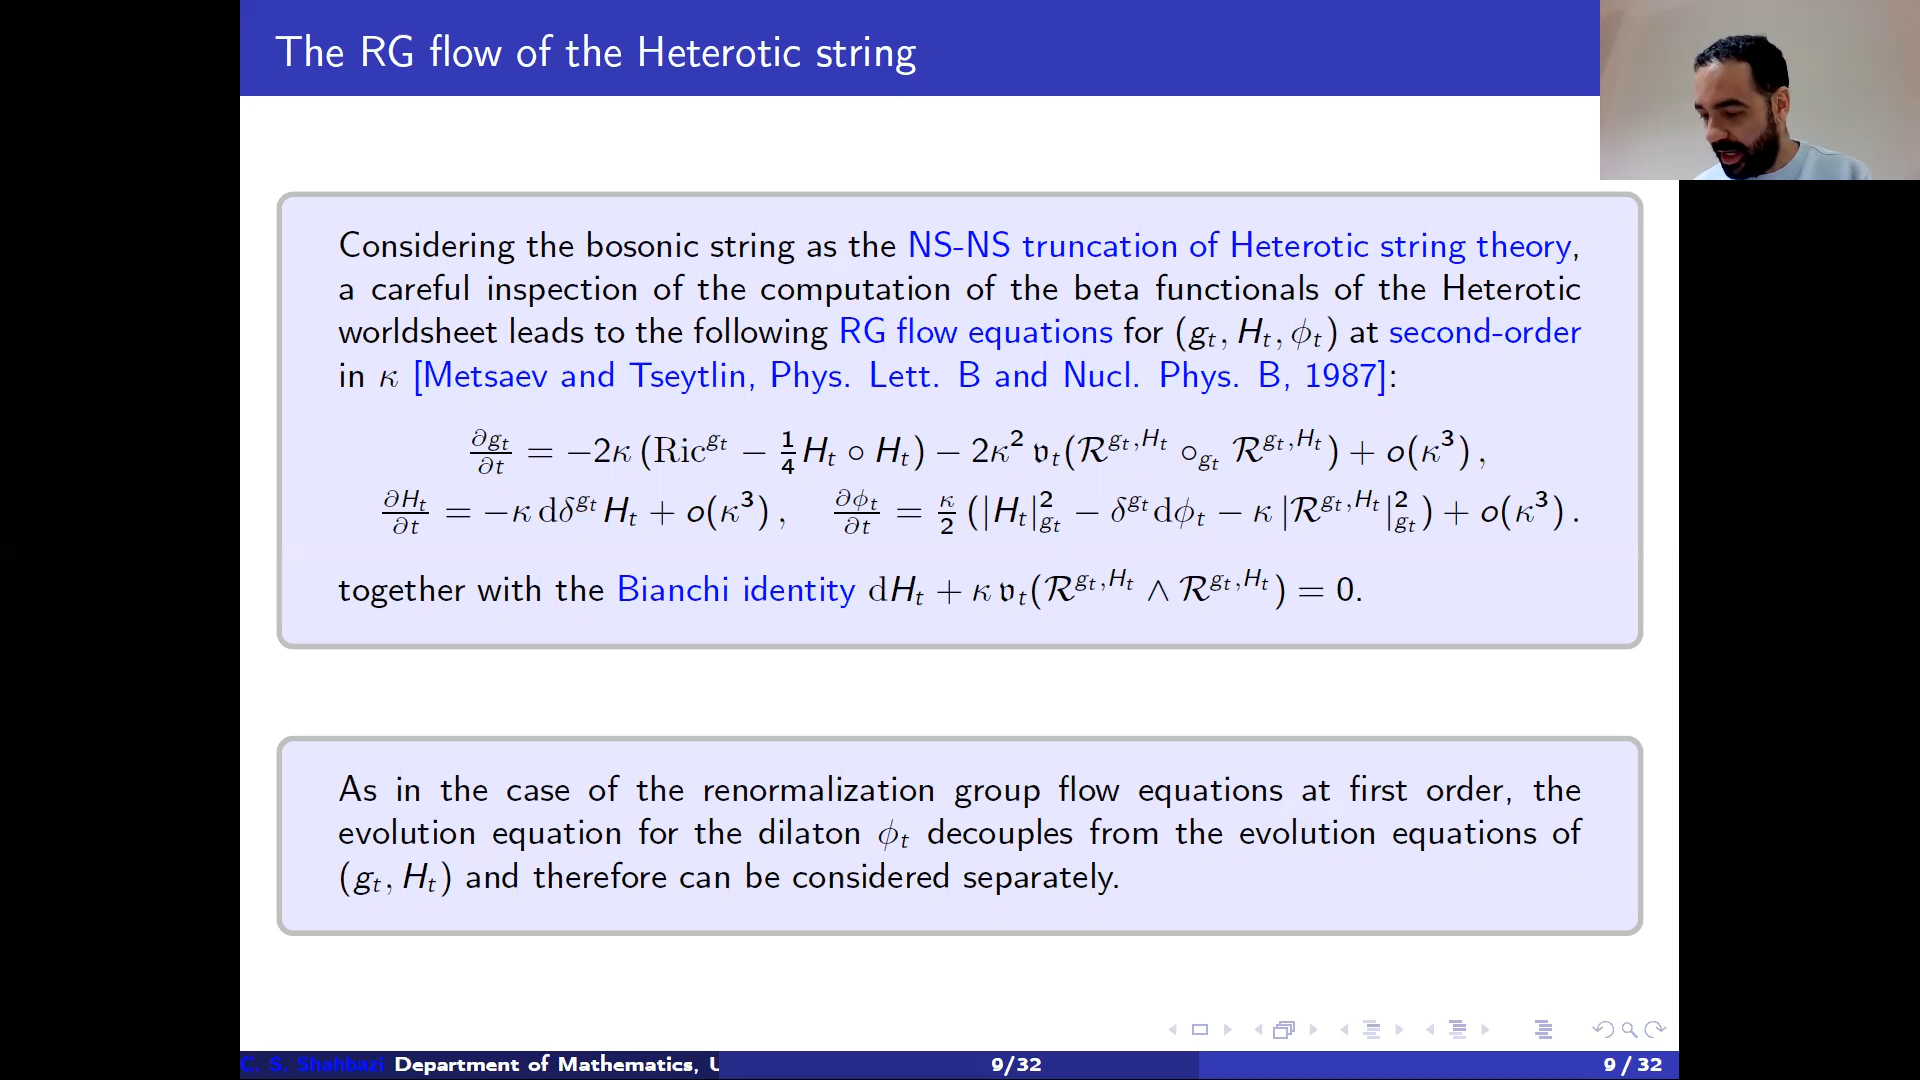 The RG flow of the Heterotic string
Considering the bosonic string as the NS-NS truncation of Heterotic string theory,
a careful inspection of the computation of the beta functionals of the Heterotic
worldsheet leads to the following RG flow equations for (g_t, H_t, ϕ_t) at second-order
in κ [Metsaev and Tseytlin, Phys. Lett. B and Nucl. Phys. B, 1987]:
∂g_t/∂t = −2κ (Ric^{g_t} − 1/4 H_t ∘ H_t) − 2κ² 𝔳_t(ℛ^{g_t,H_t} ∘_{g_t} ℛ^{g_t,H_t}) + o(κ³) ,
∂H_t/∂t = −κ dδ^{g_t} H_t + o(κ³) , ∂ϕ_t/∂t = κ/2 (|H_t|²_{g_t} − δ^{g_t} dϕ_t − κ |ℛ^{g_t,H_t}|²_{g_t}) + o(κ³) .
together with the Bianchi identity dH_t + κ 𝔳_t(ℛ^{g_t,H_t} ∧ ℛ^{g_t,H_t}) = 0.
As in the case of the renormalization group flow equations at first order, the
evolution equation for the dilaton ϕ_t decouples from the evolution equations of
(g_t, H_t) and therefore can be considered separately.
C. S. Shahbazi Department of Mathematics, U 9/32 9 / 32